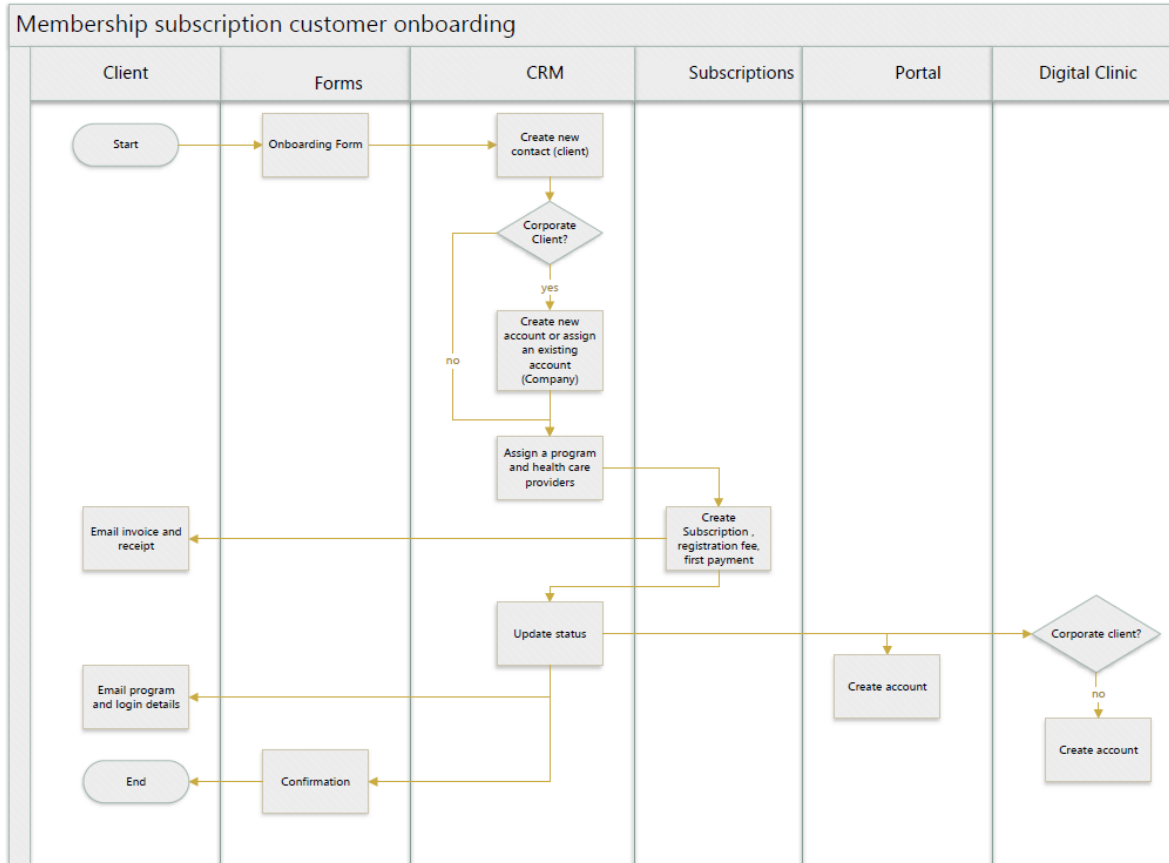 Membership subscription customer onboarding
Client
Forms
CRM
Subscriptions
Portal
Digital Clinic
Start
Onboarding Form
Create new
contact (client)
Corporate
Client?
yes
Create new
account or assign
an existing
account
(Company)
no
Assign a program
and health care
providers
Email invoice and
receipt
Create
Subscription ,
registration fee,
first payment
Update status
Corporate client?
Email program
and login details
Create account
no
Create account
End
Confirmation